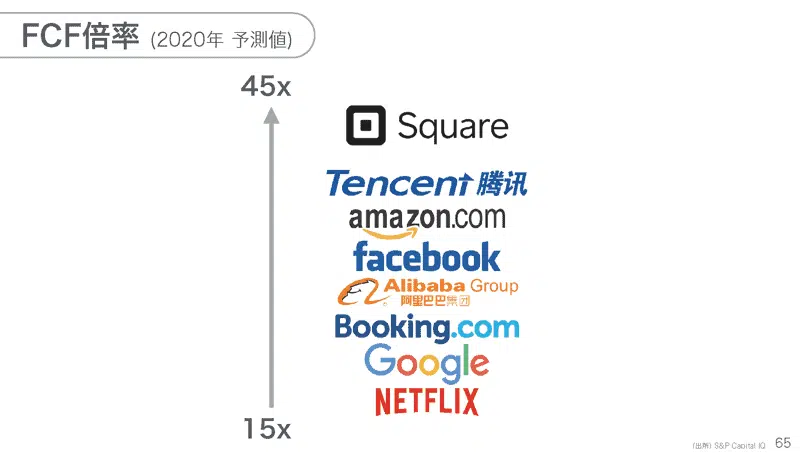 FCF倍率 (2020年 予測値)
45x
Square
Tencent 腾讯
amazon.com
facebook
Alibaba Group
阿里巴巴集团
Booking.com
Google
NETFLIX
15x
(出所) S&P Capital IQ 65